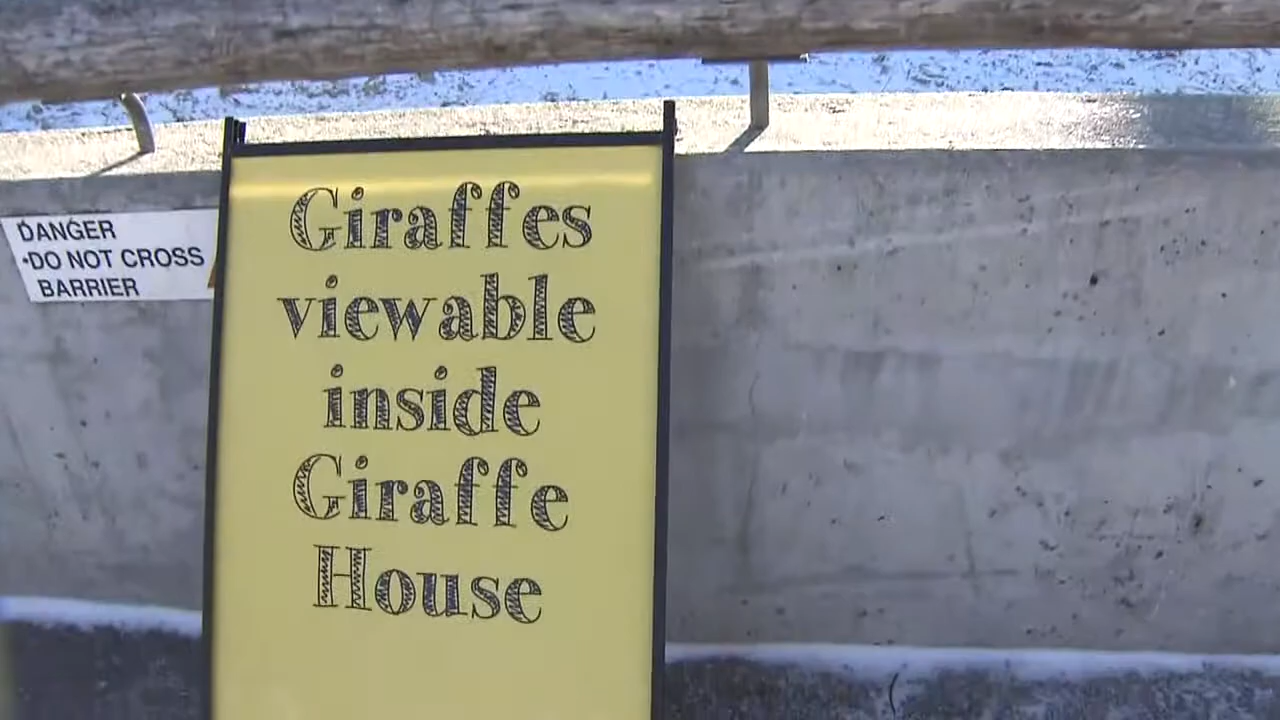 DANGER
·DO NOT CROSS
BARRIER
Giraffes
viewable
inside
Giraffe
House